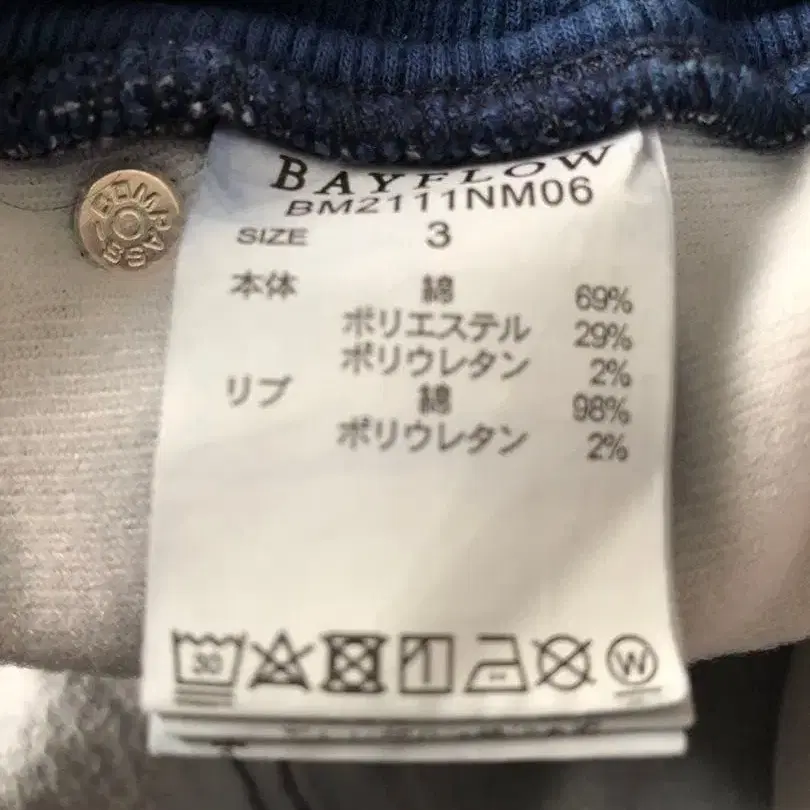 BAYFLOW
BM2111NM06
SIZE 3
本体 綿 69%
ポリエステル 29%
ポリウレタン 2%
リブ 綿 98%
ポリウレタン 2%
30
W